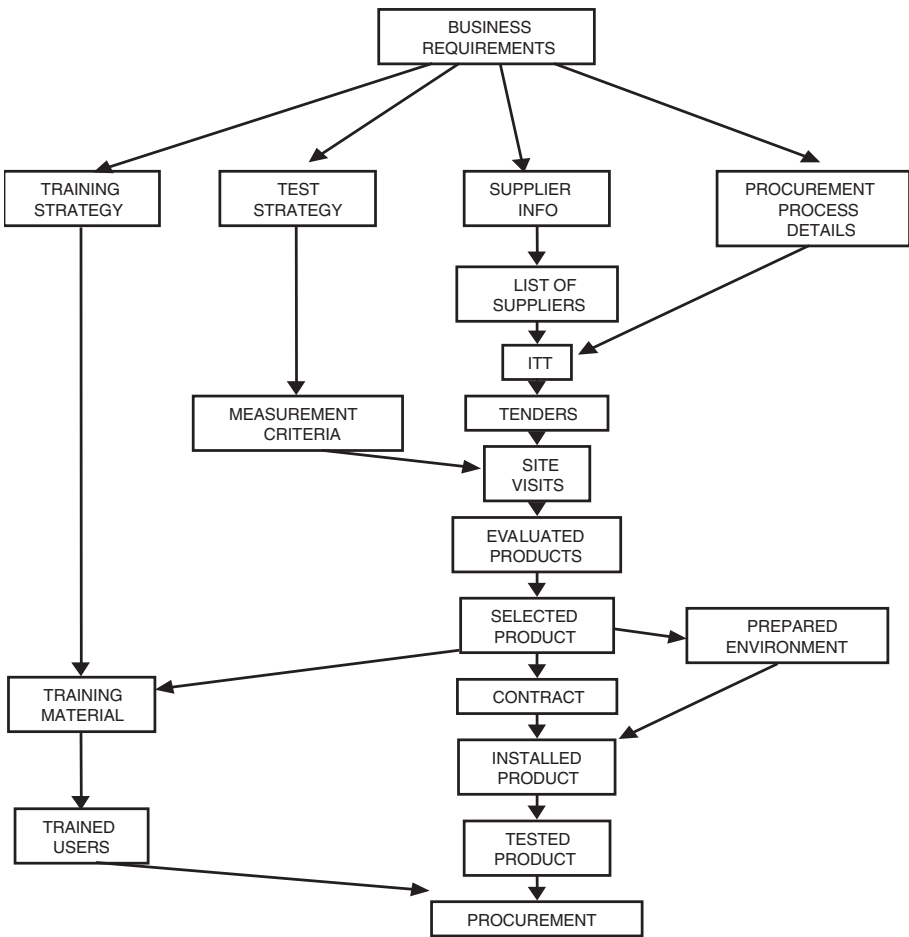 BUSINESS
REQUIREMENTS
TRAINING
STRATEGY
TEST
STRATEGY
SUPPLIER
INFO
PROCUREMENT
PROCESS
DETAILS
LIST OF
SUPPLIERS
ITT
MEASUREMENT
CRITERIA
TENDERS
SITE
VISITS
EVALUATED
PRODUCTS
SELECTED
PRODUCT
PREPARED
ENVIRONMENT
TRAINING
MATERIAL
CONTRACT
INSTALLED
PRODUCT
TRAINED
USERS
TESTED
PRODUCT
PROCUREMENT